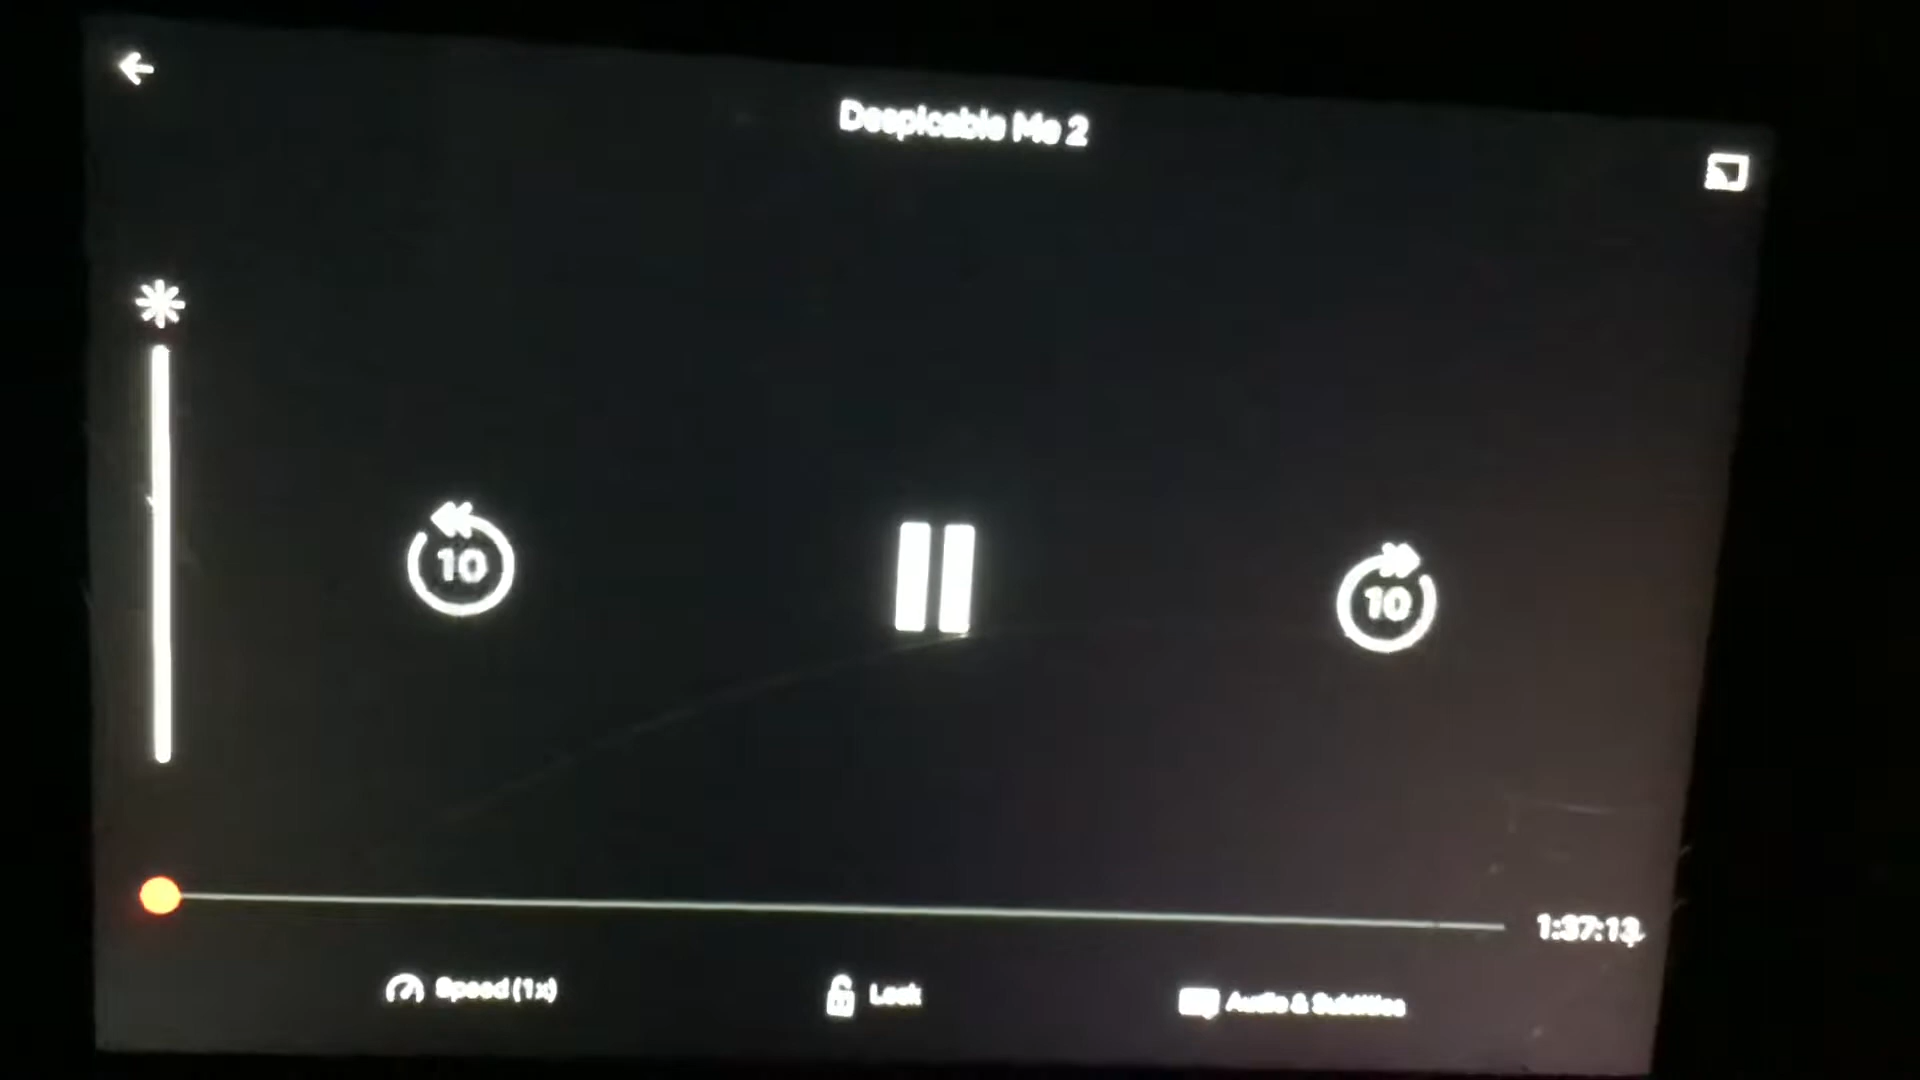 Despicable Me 2
10
10
1:37:13
Speed (1x)
Lock
Audio & Subtitles